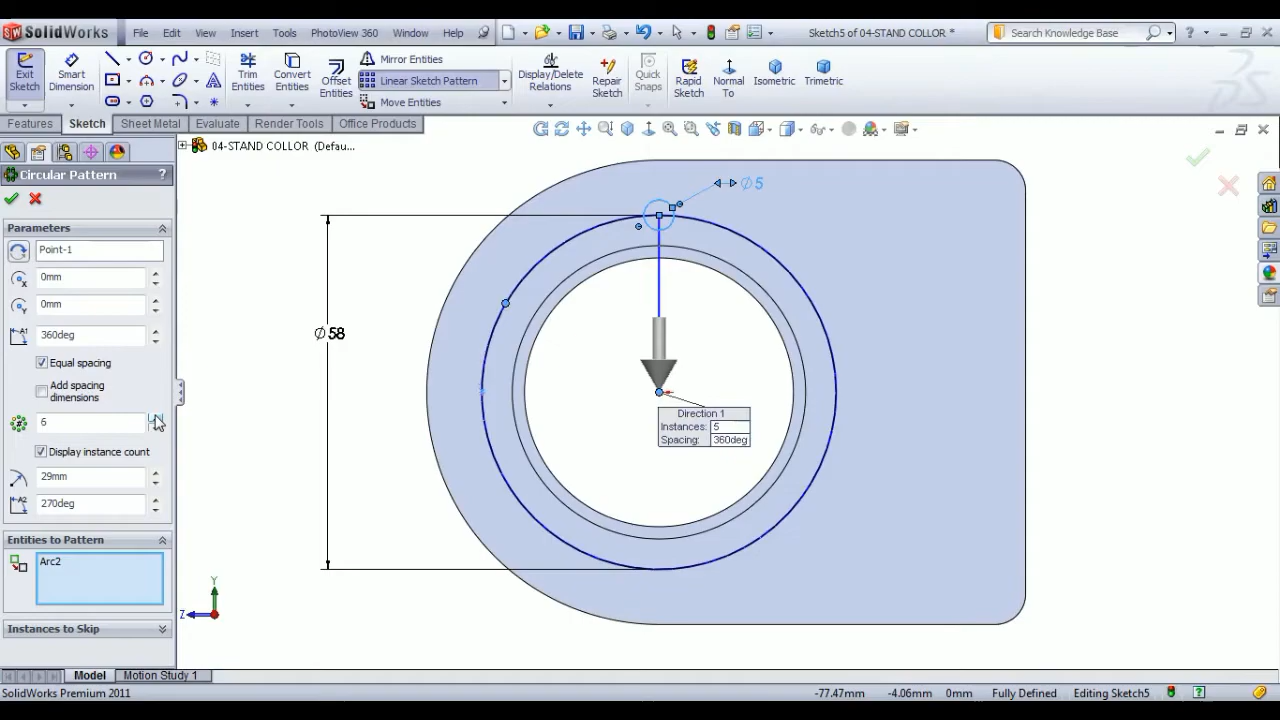 SolidWorks
File Edit View Insert Tools PhotoView 360 Window Help
Sketch5 of 04-STAND COLLOR *
Search Knowledge Base
Exit Sketch
Smart Dimension
Trim Entities
Convert Entities
Offset Entities
Mirror Entities
Linear Sketch Pattern
Move Entities
Display/Delete Relations
Repair Sketch
Quick Snaps
Rapid Sketch
Normal To
Isometric
Trimetric
Features Sketch Sheet Metal Evaluate Render Tools Office Products
04-STAND COLLOR (Defau...
Circular Pattern ?
Parameters
Point-1
0mm
0mm
360deg
Equal spacing
Add spacing
dimensions
6
Display instance count
29mm
270deg
Entities to Pattern
Arc2
Instances to Skip
∅5
∅58
Direction 1
Instances: 5
Spacing: 360deg
Y
Z
Model Motion Study 1
SolidWorks Premium 2011
-77.47mm -4.06mm 0mm Fully Defined Editing Sketch5